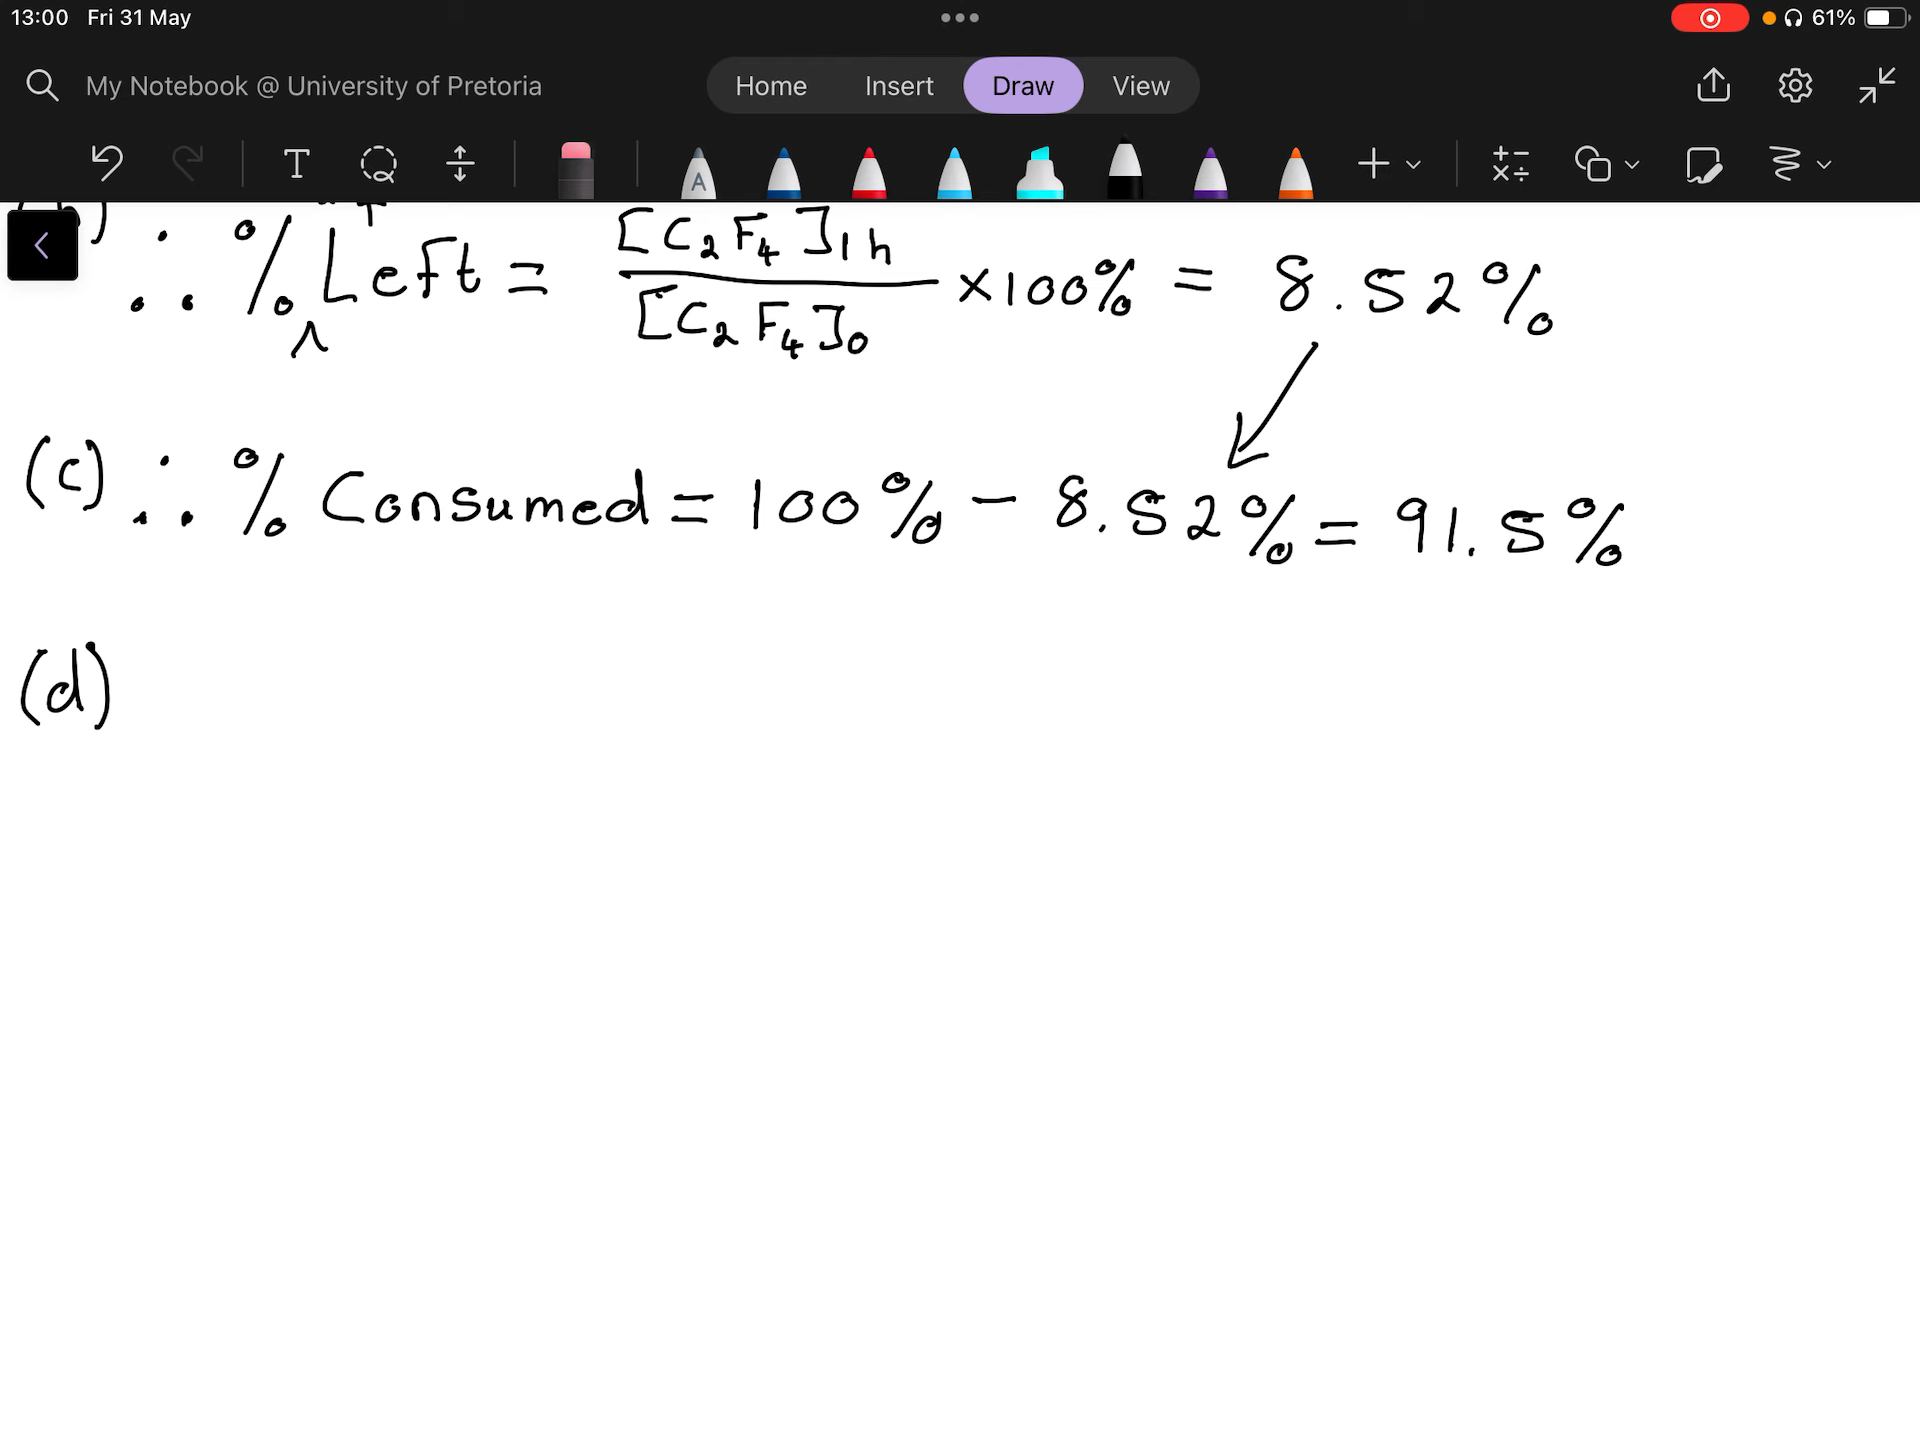 13:00 Fri 31 May 61%
My Notebook @ University of Pretoria Home Insert Draw View
T A
∴ % Left = [C₂F₄]1h / [C₂F₄]₀ ×100% = 8.52%
(c) ∴ % Consumed = 100% − 8.52% = 91.5%
(d)